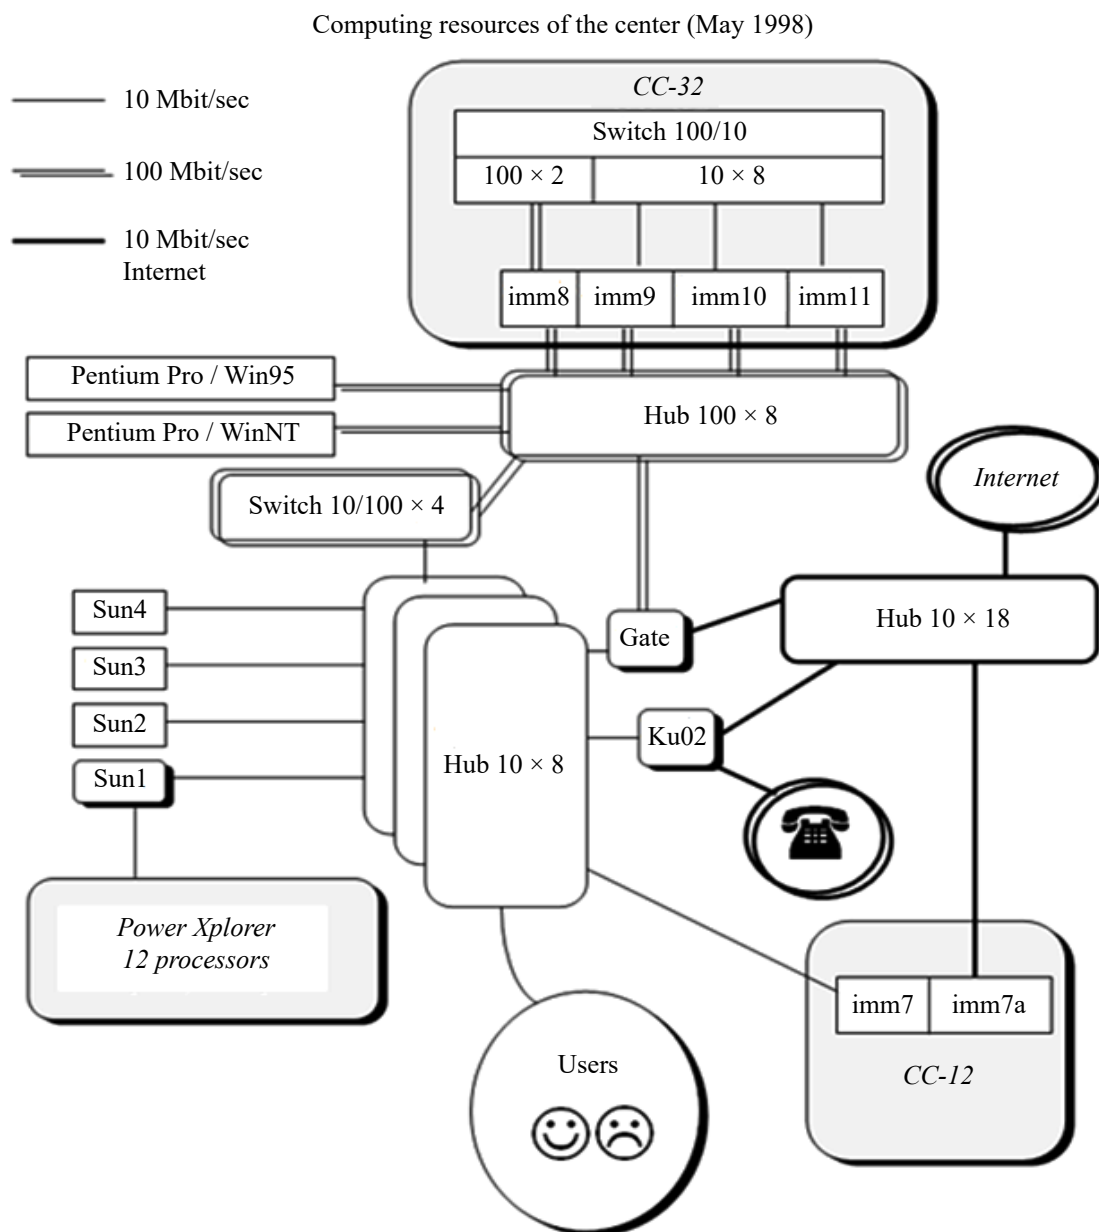 Computing resources of the center (May 1998)
10 Mbit/sec
100 Mbit/sec
10 Mbit/sec
Internet
CC-32
Switch 100/10
100 × 2
10 × 8
imm8
imm9
imm10
imm11
Pentium Pro / Win95
Pentium Pro / WinNT
Hub 100 × 8
Switch 10/100 × 4
Internet
Sun4
Sun3
Sun2
Sun1
Gate
Hub 10 × 18
Ku02
Hub 10 × 8
Power Xplorer
12 processors
imm7
imm7a
CC-12
Users